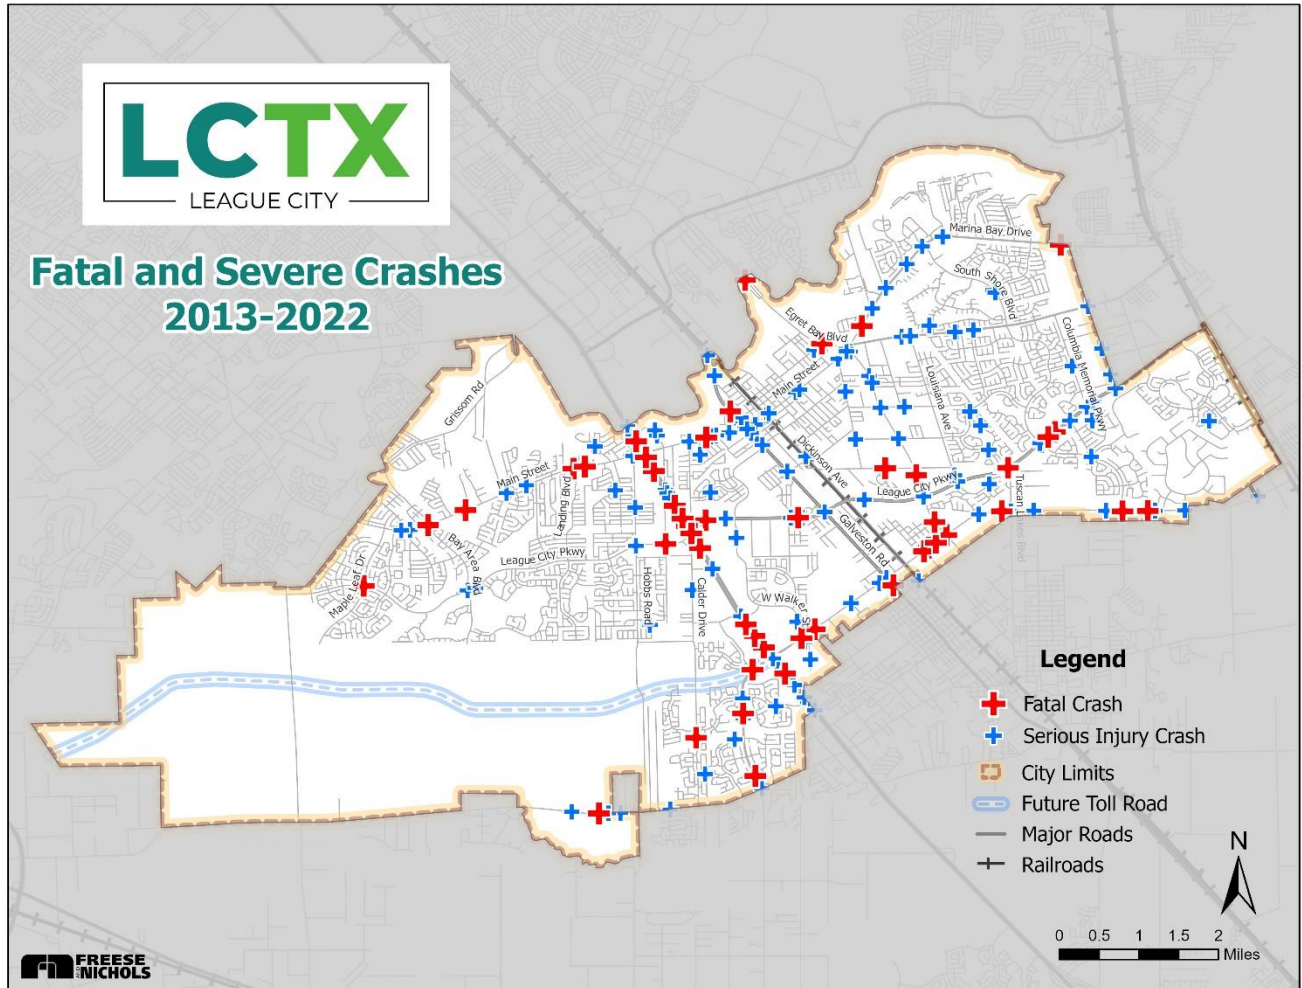 LCTX
LEAGUE CITY
Fatal and Severe Crashes
2013-2022
Marina Bay Drive
South Shore Blvd
Egret Bay Blvd
Columbia Memorial Pkwy
Main Street
Louisiana Ave
Grissom Rd
Dickinson Ave
Main Street
Landing Blvd
League City Pkwy
Tuscan Lakes Blvd
Galveston Rd
Bay Area Blvd
League City Pkwy
Maple Leaf Dr
Hobbs Road
Calder Drive
W Walker St
Legend
Fatal Crash
Serious Injury Crash
City Limits
Future Toll Road
Major Roads
Railroads
N
0 0.5 1 1.5 2
Miles
FREESE
AND
NICHOLS